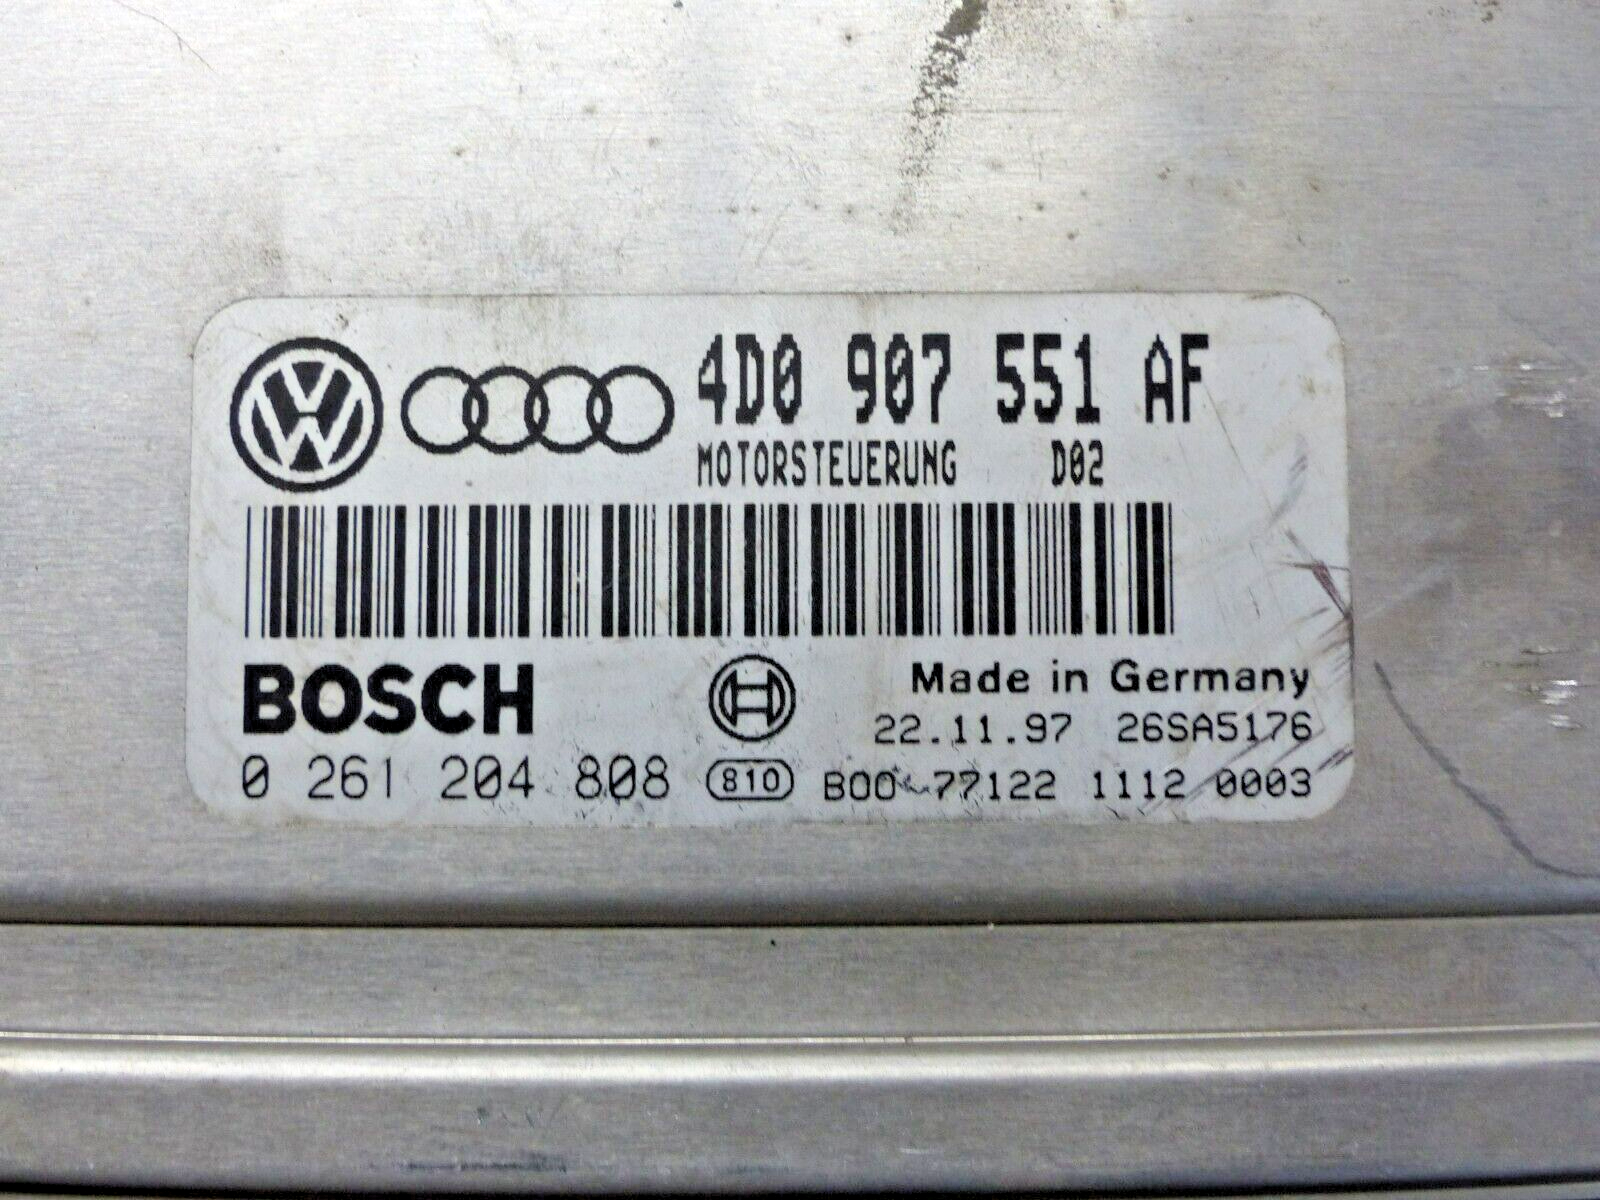 4D0 907 551 AF
MOTORSTEUERUNG D02
BOSCH
Made in Germany
22.11.97 26SA5176
0 261 204 808 810 B00 77122 1112 0003